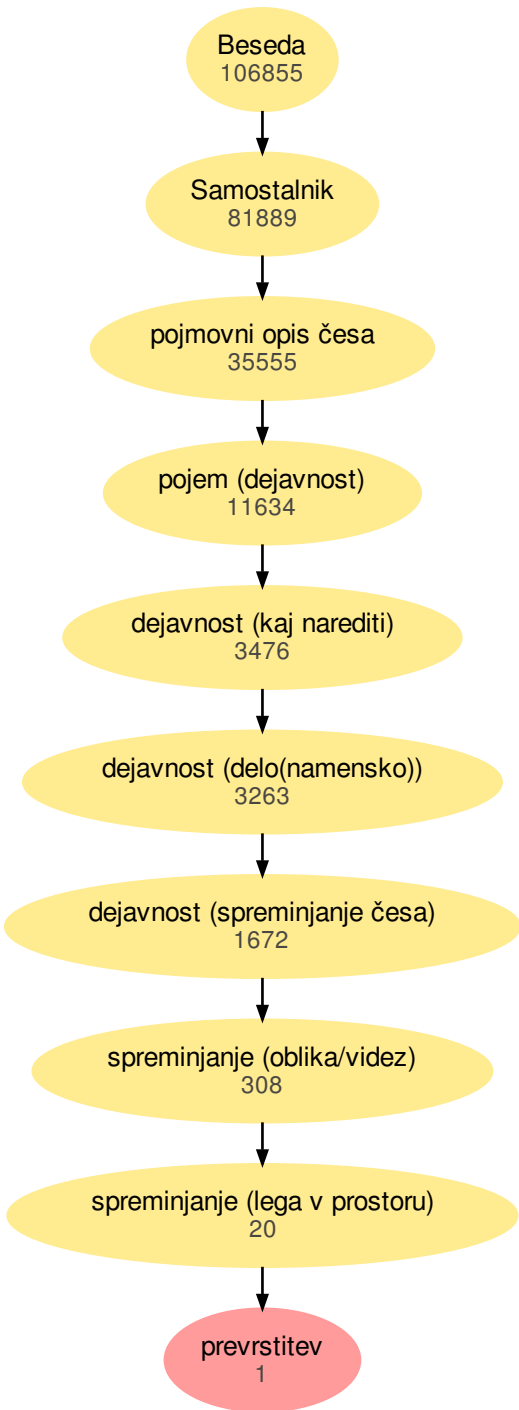 Beseda
106855
Samostalnik
81889
pojmovni opis česa
35555
pojem (dejavnost)
11634
dejavnost (kaj narediti)
3476
dejavnost (delo(namensko))
3263
dejavnost (spreminjanje česa)
1672
spreminjanje (oblika/videz)
308
spreminjanje (lega v prostoru)
20
prevrstitev
1